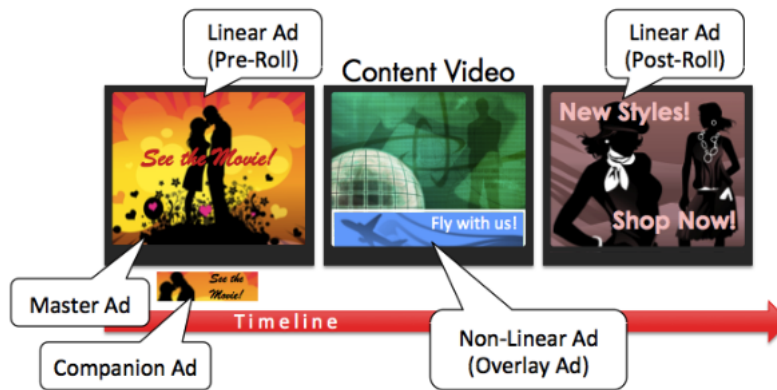 Linear Ad
(Pre-Roll)
Content Video
Linear Ad
(Post-Roll)
See the Movie!
Fly with us!
New Styles!
Shop Now!
Master Ad
See the
Movie!
Timeline
Companion Ad
Non-Linear Ad
(Overlay Ad)